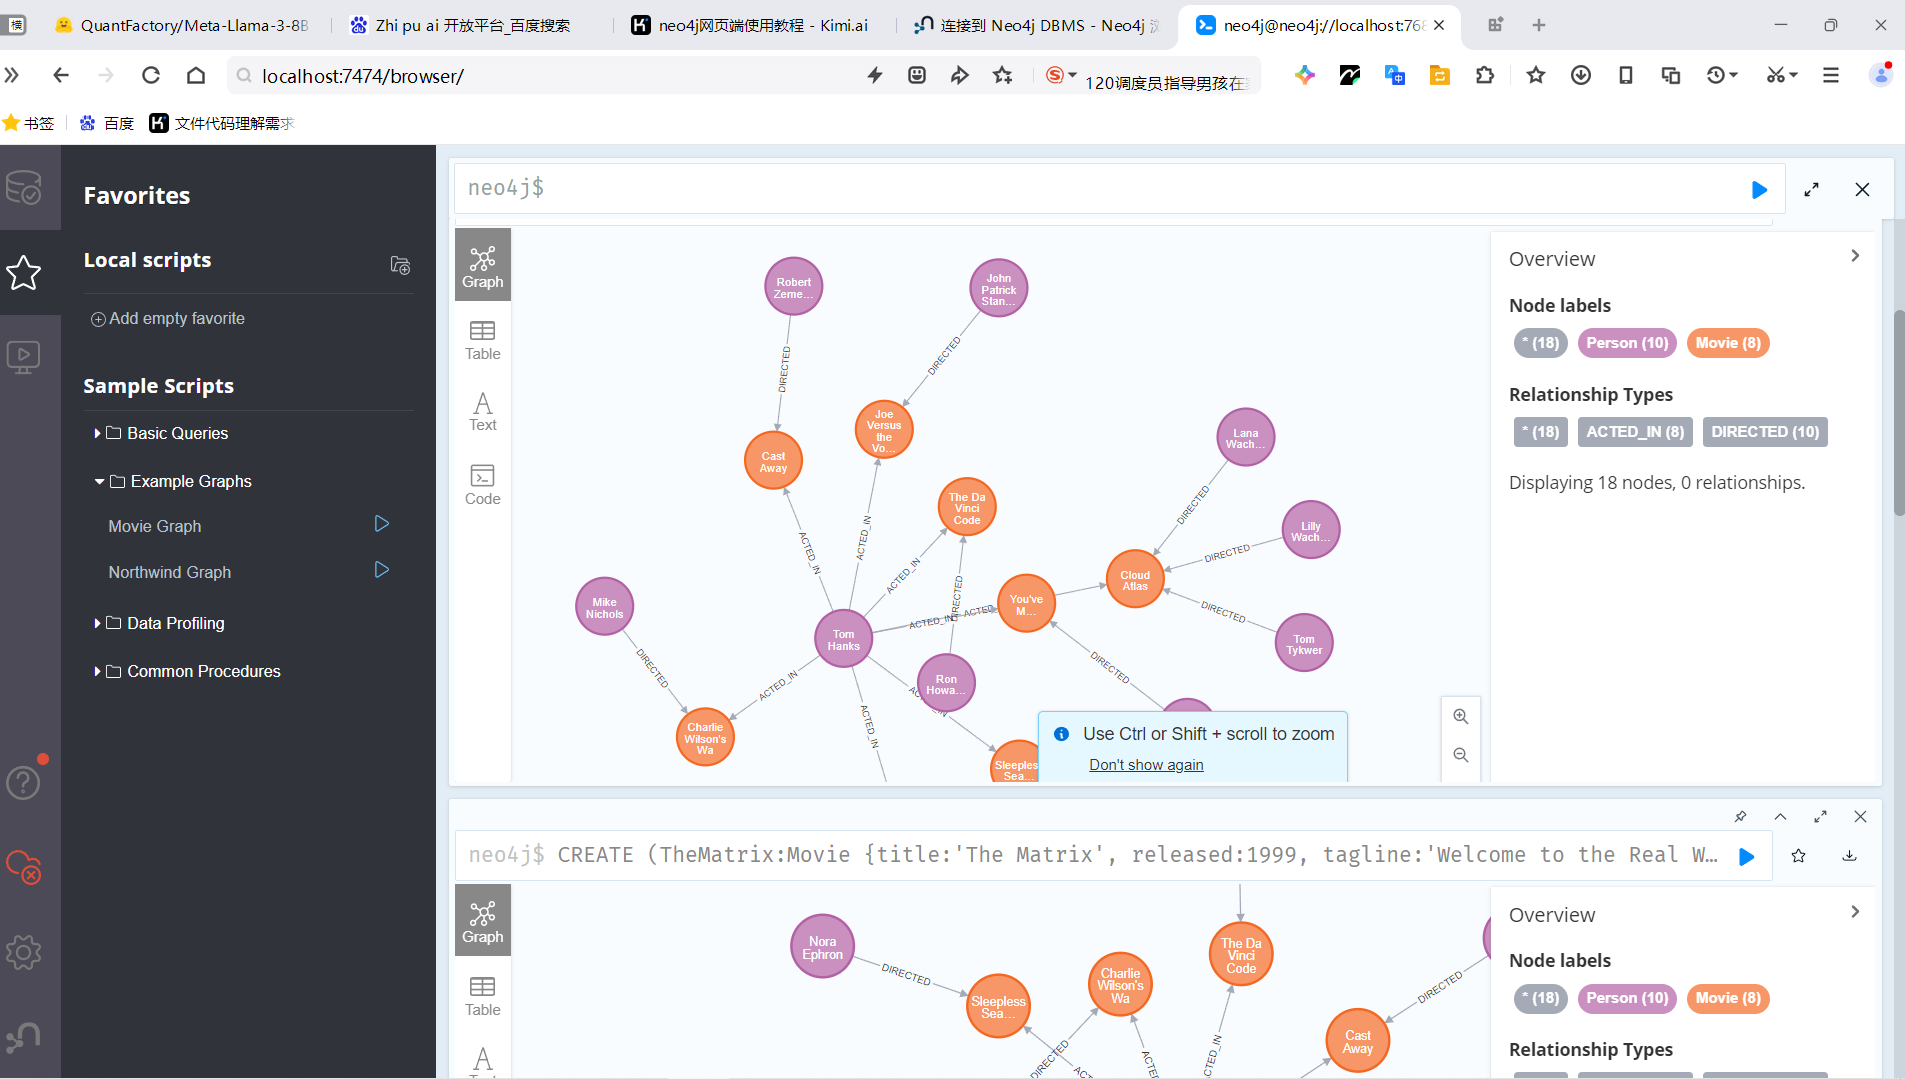 模
QuantFactory/Meta-Llama-3-8B
Zhi pu ai 开放平台_百度搜索
neo4j网页端使用教程 - Kimi.ai
连接到 Neo4j DBMS - Neo4j
neo4j@neo4j://localhost:768
localhost:7474/browser/
120调度员指导男孩在
书签
百度
文件代码理解需求
Favorites
Local scripts
Add empty favorite
Sample Scripts
Basic Queries
Example Graphs
Movie Graph
Northwind Graph
Data Profiling
Common Procedures
neo4j$
Graph
Table
Text
Code
Robert
Zeme...
John
Patrick
Stan...
DIRECTED
DIRECTED
Joe
Versus
the
Vo...
Cast
Away
Lana
Wach...
The Da
Vinci
Code
DIRECTED
Lilly
Wach...
ACTED_IN
ACTED_IN
ACTED_IN
DIRECTED
DIRECTED
Cloud
Atlas
Mike
Nichols
You've
M...
DIRECTED
ACTED_IN
ACTED
Tom
Hanks
Tom
Tykwer
DIRECTED
DIRECTED
ACTED_IN
Ron
Howa...
ACTED_IN
ACTED_IN
Charlie
Wilson's
Wa
Sleepless
Sea...
Use Ctrl or Shift + scroll to zoom
Don't show again
Overview
Node labels
* (18)
Person (10)
Movie (8)
Relationship Types
* (18)
ACTED_IN (8)
DIRECTED (10)
Displaying 18 nodes, 0 relationships.
neo4j$ CREATE (TheMatrix:Movie {title:'The Matrix', released:1999, tagline:'Welcome to the Real W...
Graph
Table
Nora
Ephron
DIRECTED
Sleepless
Sea...
Charlie
Wilson's
Wa
The Da
Vinci
Code
DIRECTED
Cast
Away
DIRECTED
ACTED_IN
Overview
Node labels
* (18)
Person (10)
Movie (8)
Relationship Types